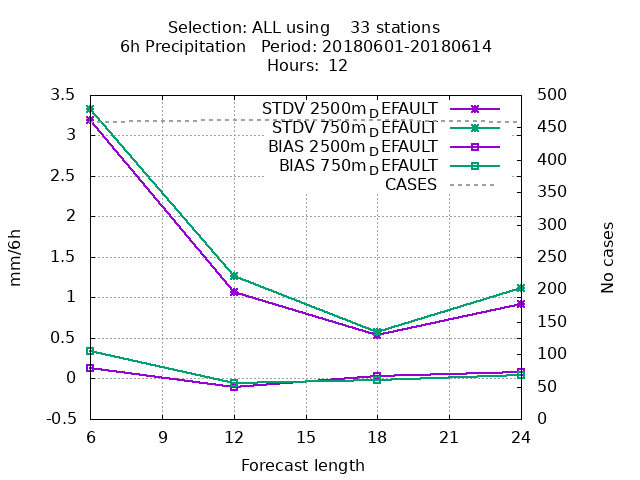 Selection: ALL using 33 stations
6h Precipitation Period: 20180601-20180614
Hours: 12
STDV 2500m_DEFAULT
STDV 750m_DEFAULT
BIAS 2500m_DEFAULT
BIAS 750m_DEFAULT
CASES
3.5
3
2.5
2
1.5
1
0.5
0
-0.5
mm/6h
500
450
400
350
300
250
200
150
100
50
0
No cases
6 9 12 15 18 21 24
Forecast length